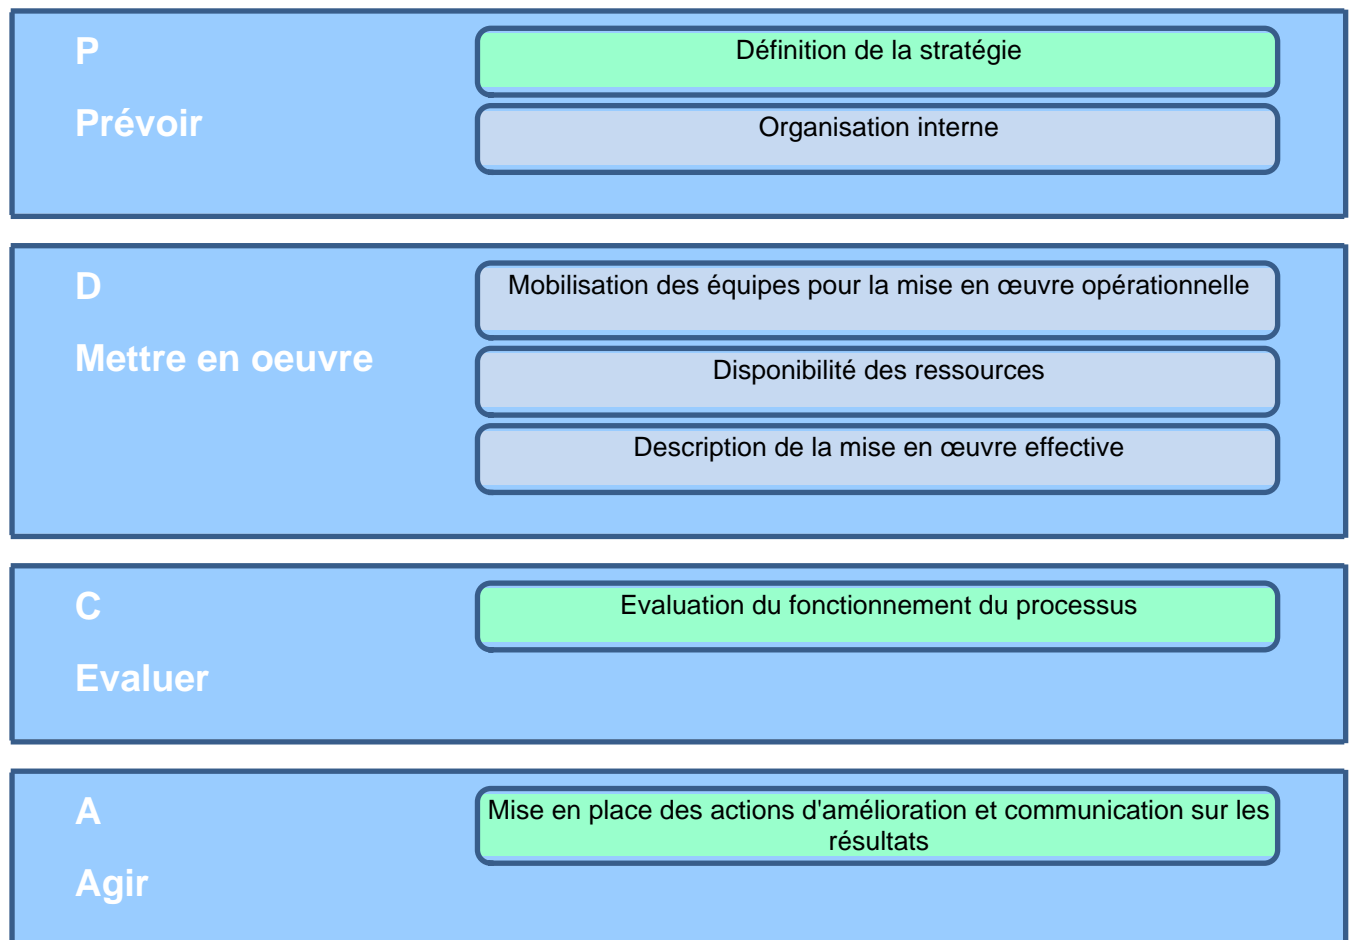 P
Définition de la stratégie
Prévoir
Organisation interne
D
Mobilisation des équipes pour la mise en œuvre opérationnelle
Mettre en oeuvre
Disponibilité des ressources
Description de la mise en œuvre effective
C
Evaluation du fonctionnement du processus
Evaluer
A
Mise en place des actions d'amélioration et communication sur les
résultats
Agir